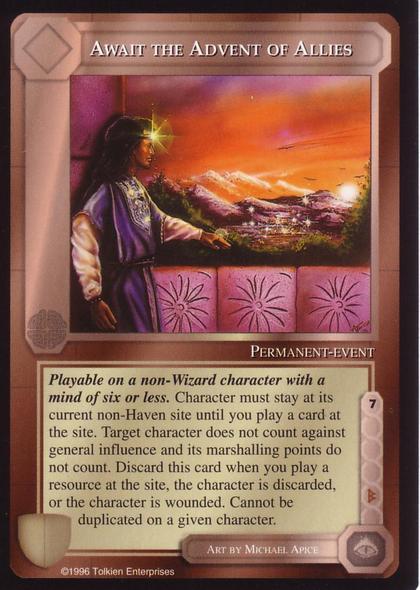 AWAIT THE ADVENT OF ALLIES
PERMANENT-EVENT
Playable on a non-Wizard character with a
mind of six or less. Character must stay at its
current non-Haven site until you play a card at
the site. Target character does not count against
general influence and its marshalling points do
not count. Discard this card when you play a
resource at the site, the character is discarded,
or the character is wounded. Cannot be
duplicated on a given character.
7
ART BY MICHAEL APICE
©1996 Tolkien Enterprises